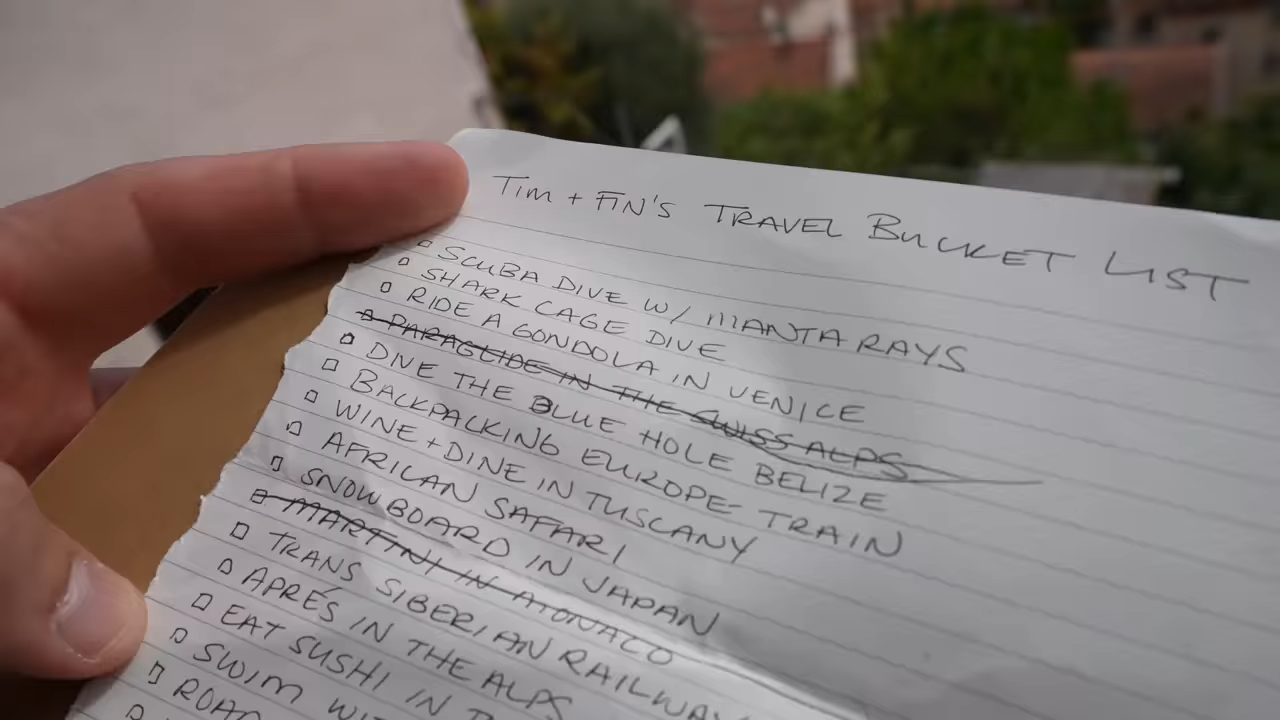 TIM + FIN'S TRAVEL BUCKET LIST
SCUBA DIVE W/ MANTA RAYS
SHARK CAGE DIVE
RIDE A GONDOLA IN VENICE
PARAGLIDE IN THE SWISS ALPS
DIVE THE BLUE HOLE BELIZE
BACKPACKING EUROPE - TRAIN
WINE + DINE IN TUSCANY
AFRICAN SAFARI
SNOWBOARD IN JAPAN
MARTINI IN MONACO
TRANS SIBERIAN RAILWAY
APRÉS IN THE ALPS
EAT SUSHI IN
SWIM
ROAD